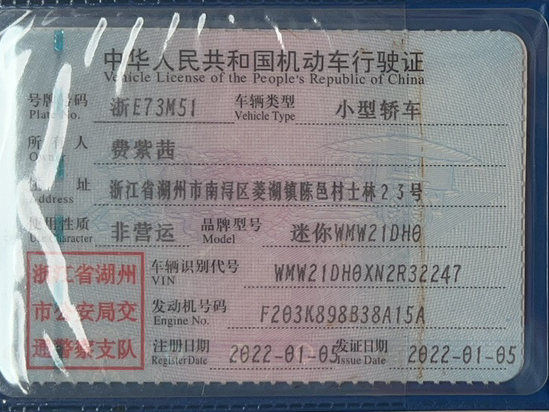 中华人民共和国机动车行驶证
Vehicle License of the People's Republic of China
号牌号码 浙E73M51 车辆类型 小型轿车
Plate No. Vehicle Type
所有人 费紫茜
Owner
住址 浙江省湖州市南浔区菱湖镇陈邑村士林23号
Address
使用性质 非营运 品牌型号 迷你WMW21DH0
Use Character Model
浙江省湖州
市公安局交
通警察支队
车辆识别代号 WMW21DH0XN2R32247
VIN
发动机号码 F203K898B38A15A
Engine No.
注册日期 2022-01-05 发证日期 2022-01-05
Register Date Issue Date